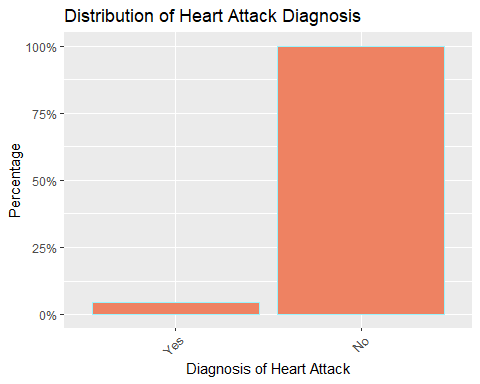 Distribution of Heart Attack Diagnosis
100%
75%
50%
25%
0%
Percentage
Yes
No
Diagnosis of Heart Attack